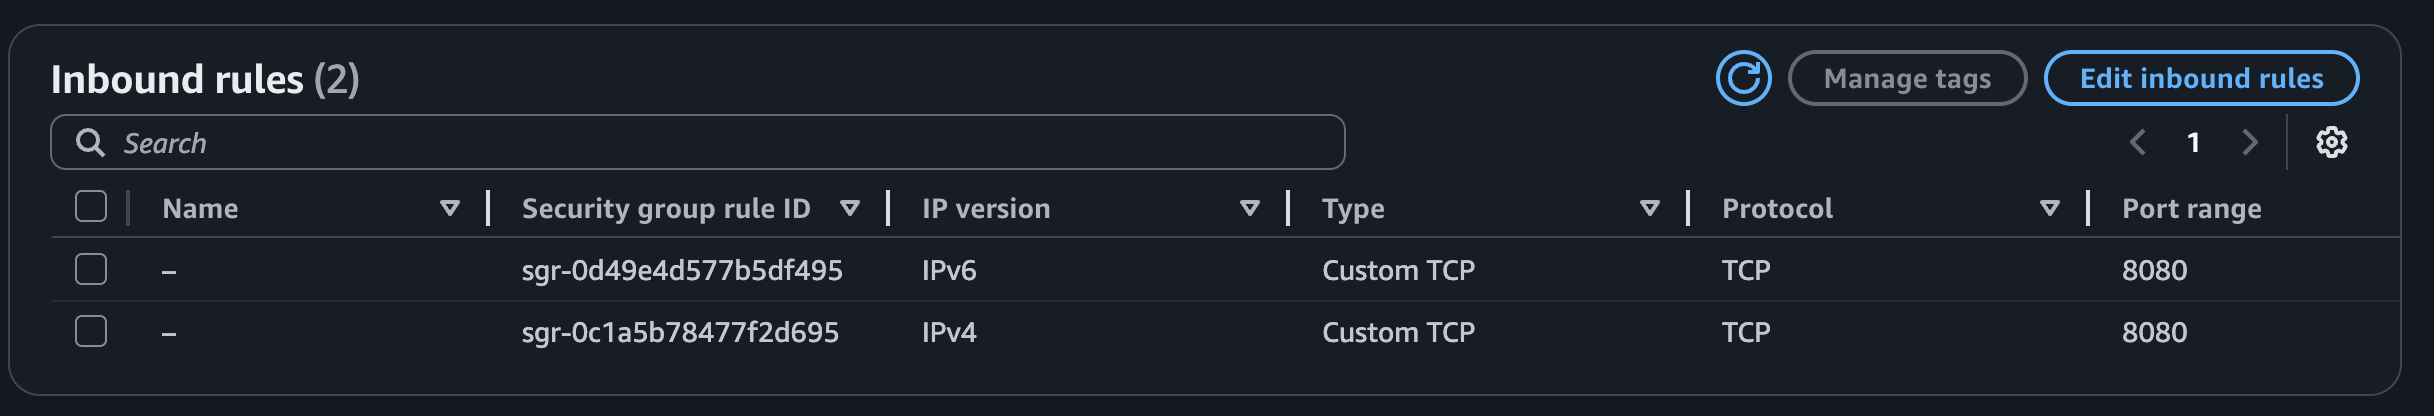 Inbound rules (2)
Manage tags
Edit inbound rules
Search
1
Name Security group rule ID IP version Type Protocol Port range
– sgr-0d49e4d577b5df495 IPv6 Custom TCP TCP 8080
– sgr-0c1a5b78477f2d695 IPv4 Custom TCP TCP 8080